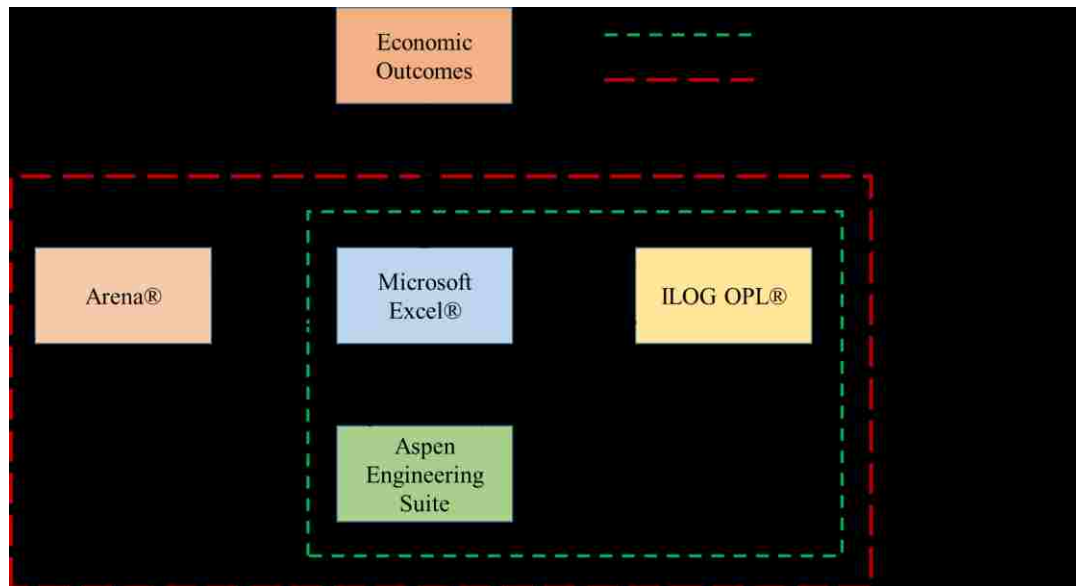 Economic
Outcomes
Arena®
Microsoft
Excel®
ILOG OPL®
Aspen
Engineering
Suite